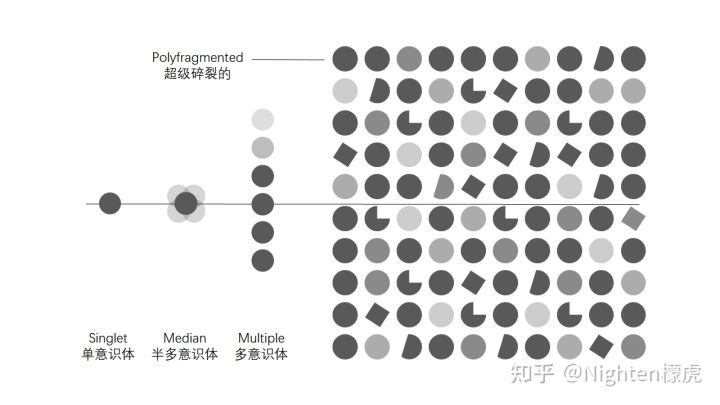 Polyfragmented
超级碎裂的
Singlet
单意识体
Median
半多意识体
Multiple
多意识体
知乎 @Nighten檬虎